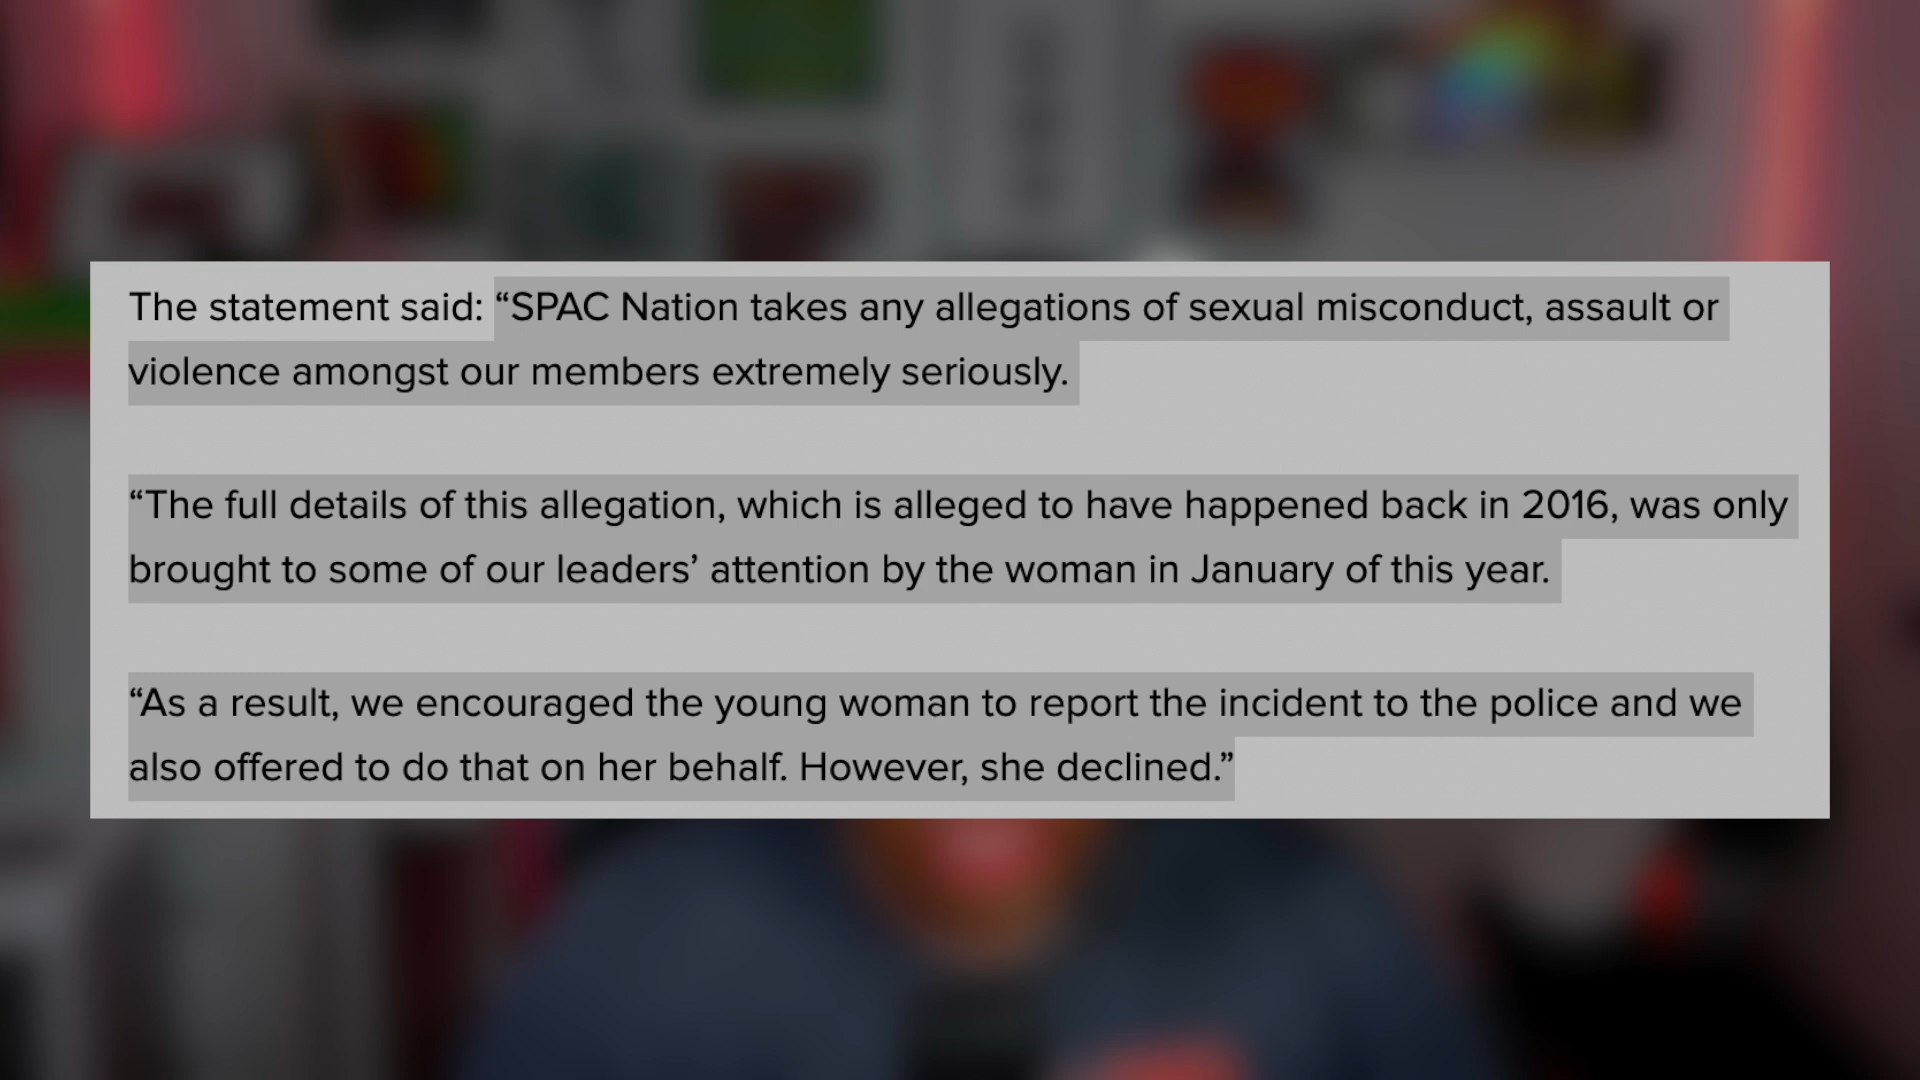 The statement said: “SPAC Nation takes any allegations of sexual misconduct, assault or
violence amongst our members extremely seriously.
“The full details of this allegation, which is alleged to have happened back in 2016, was only
brought to some of our leaders’ attention by the woman in January of this year.
“As a result, we encouraged the young woman to report the incident to the police and we
also offered to do that on her behalf. However, she declined.”